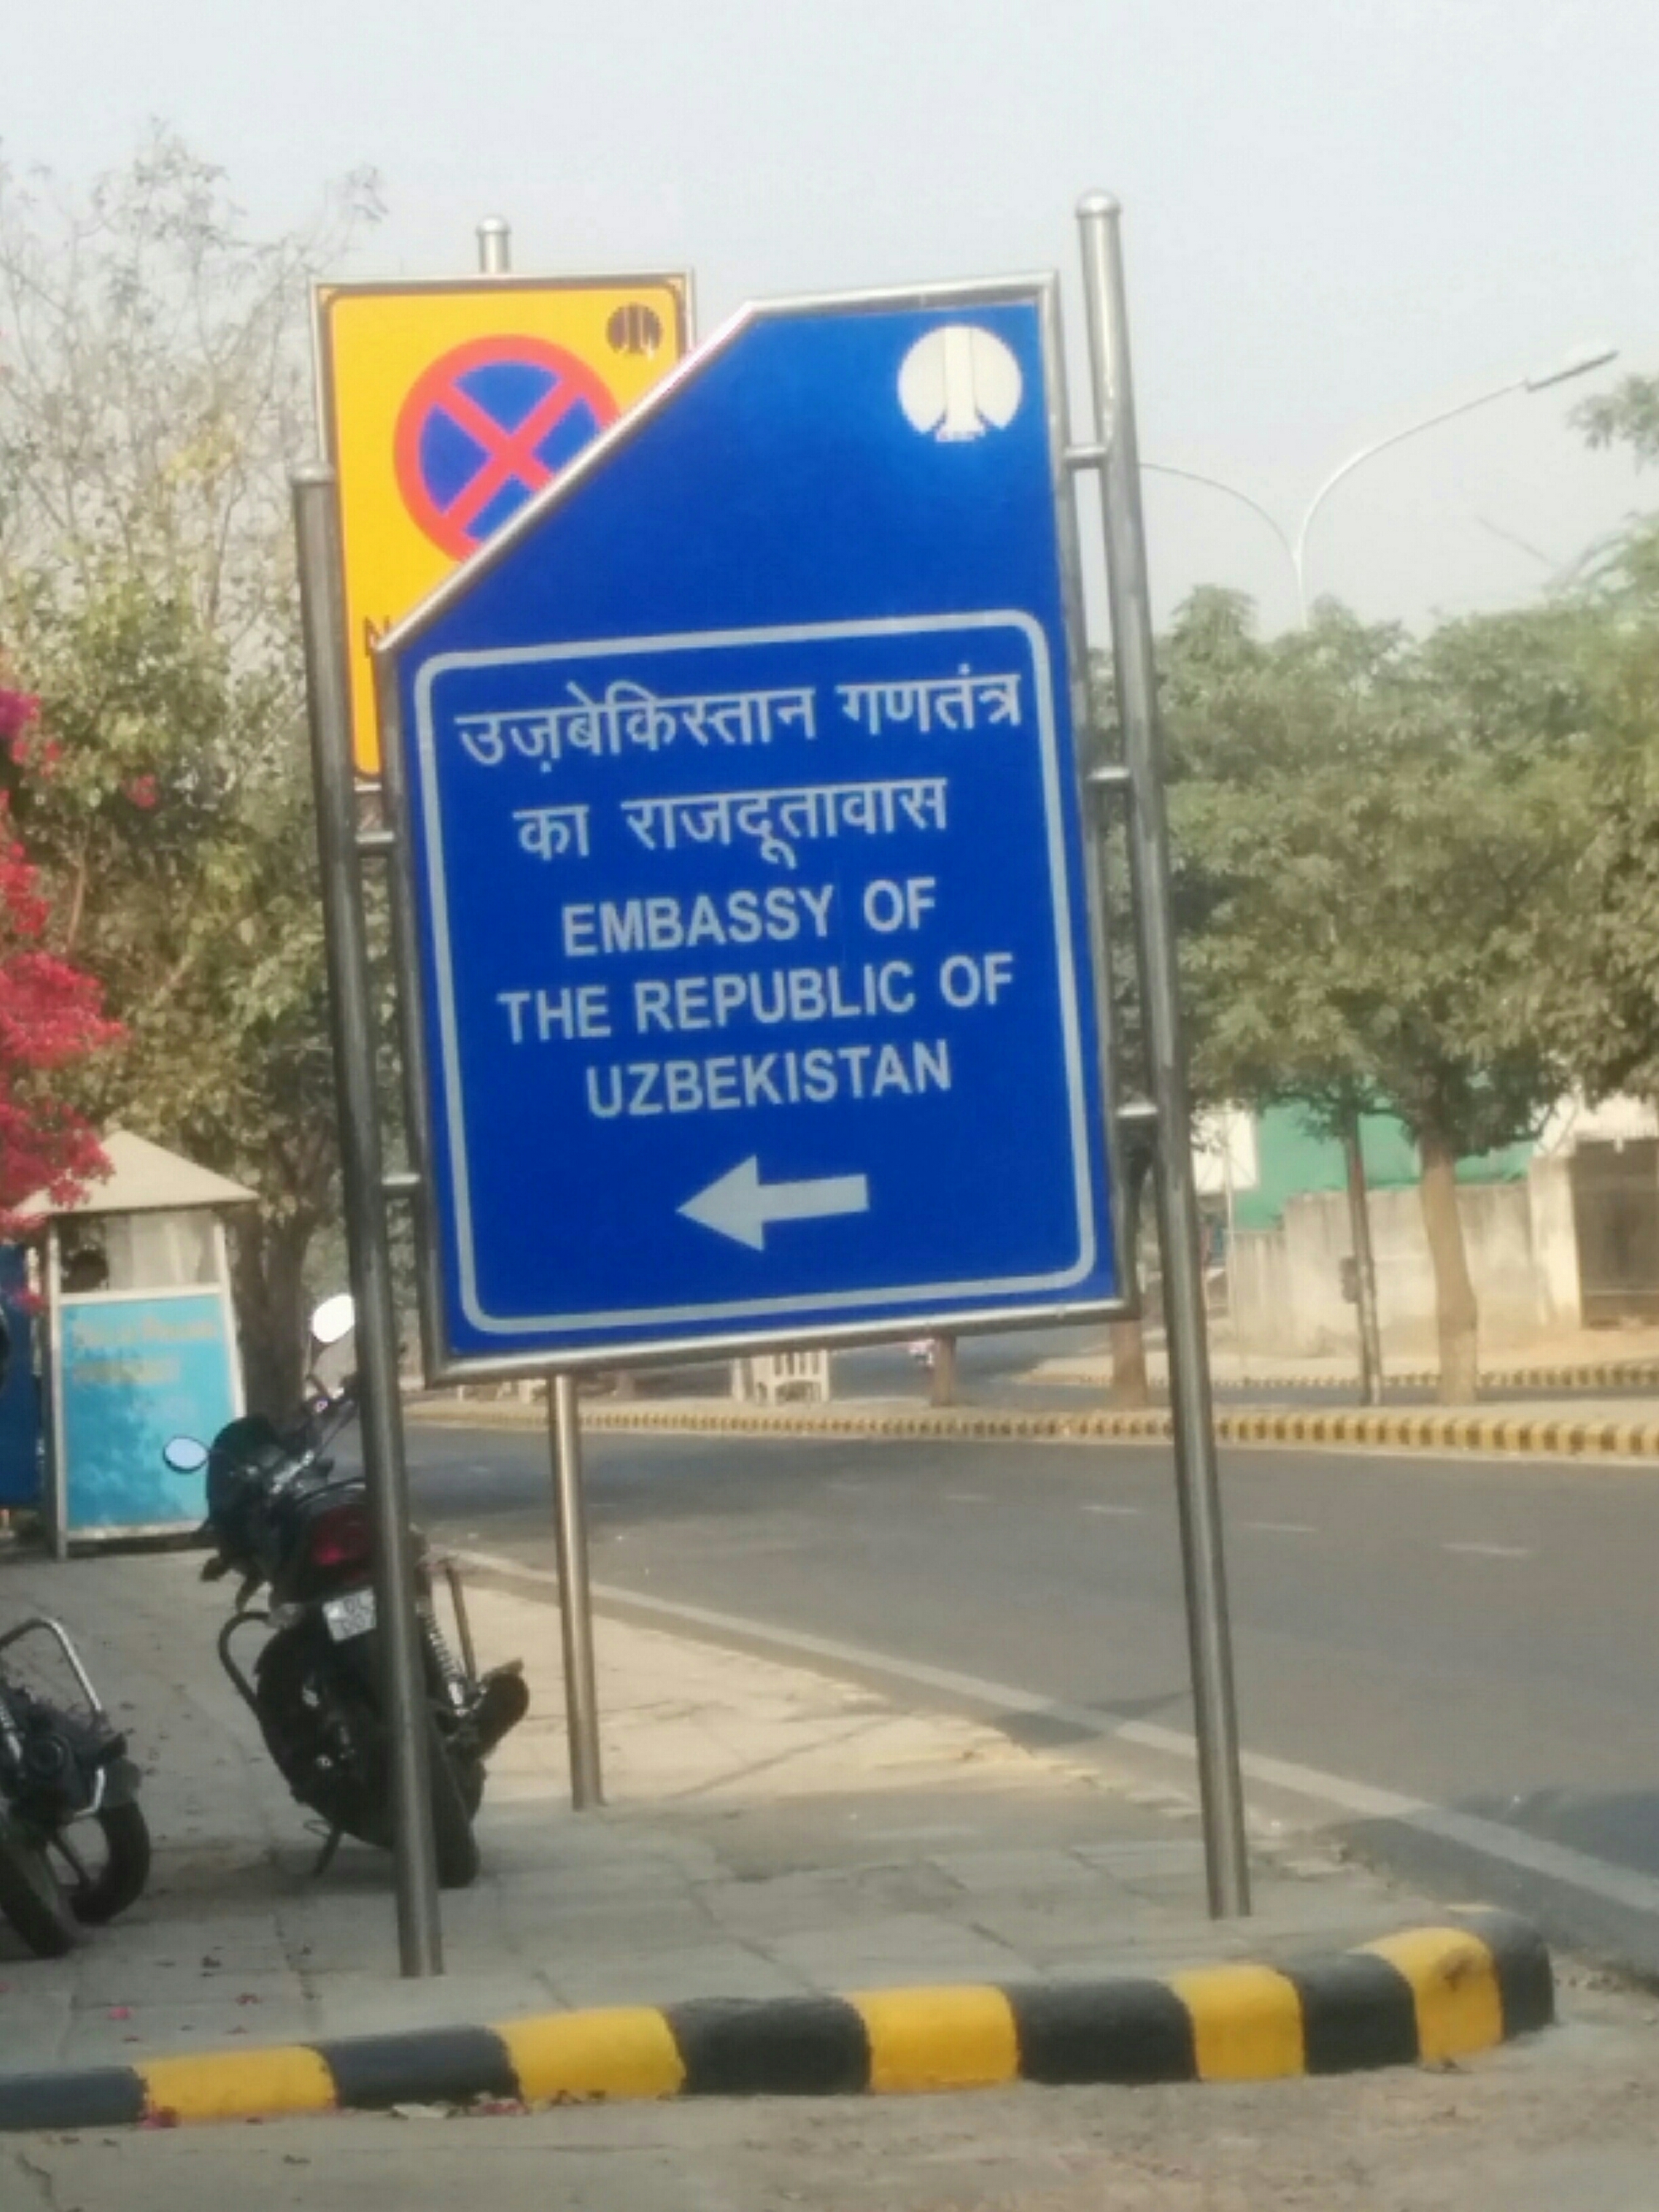 उज़बेकिस्तान गणतंत्र
का राजदूतावास
EMBASSY OF
THE REPUBLIC OF
UZBEKISTAN